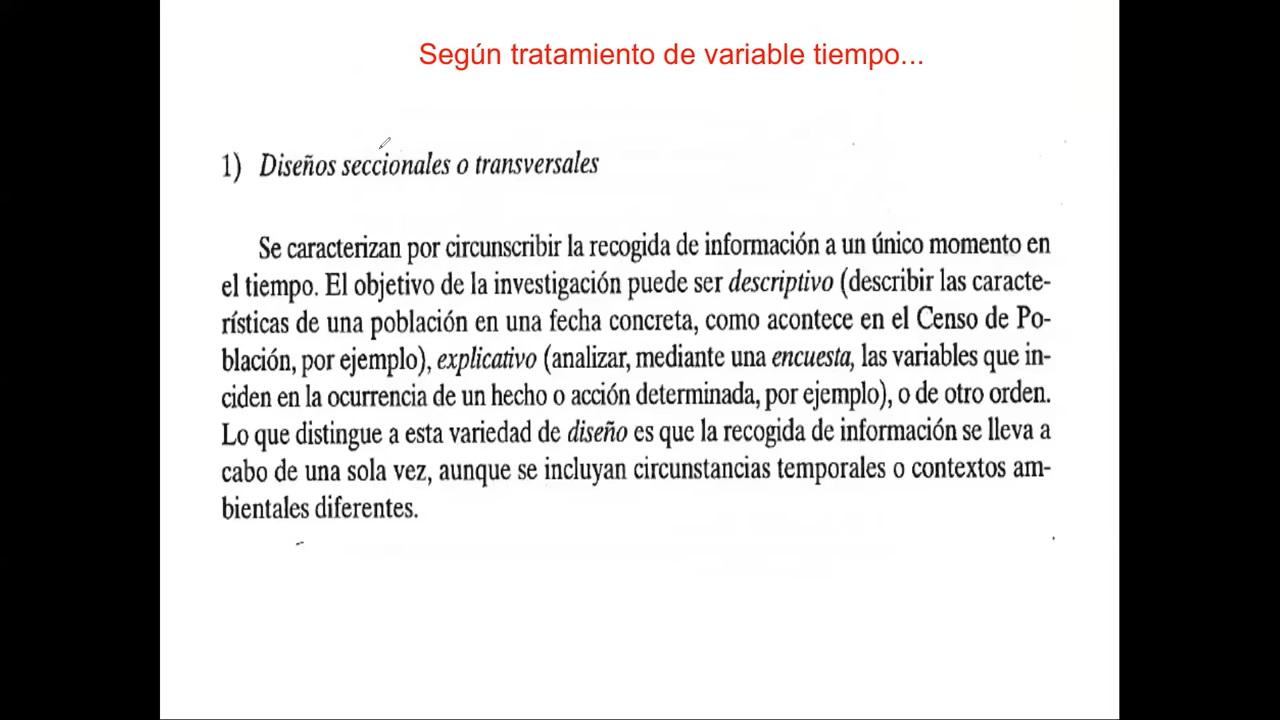 Según tratamiento de variable tiempo...
1) Diseños seccionales o transversales
Se caracterizan por circunscribir la recogida de información a un único momento en
el tiempo. El objetivo de la investigación puede ser descriptivo (describir las caracte-
rísticas de una población en una fecha concreta, como acontece en el Censo de Po-
blación, por ejemplo), explicativo (analizar, mediante una encuesta, las variables que in-
ciden en la ocurrencia de un hecho o acción determinada, por ejemplo), o de otro orden.
Lo que distingue a esta variedad de diseño es que la recogida de información se lleva a
cabo de una sola vez, aunque se incluyan circunstancias temporales o contextos am-
bientales diferentes.